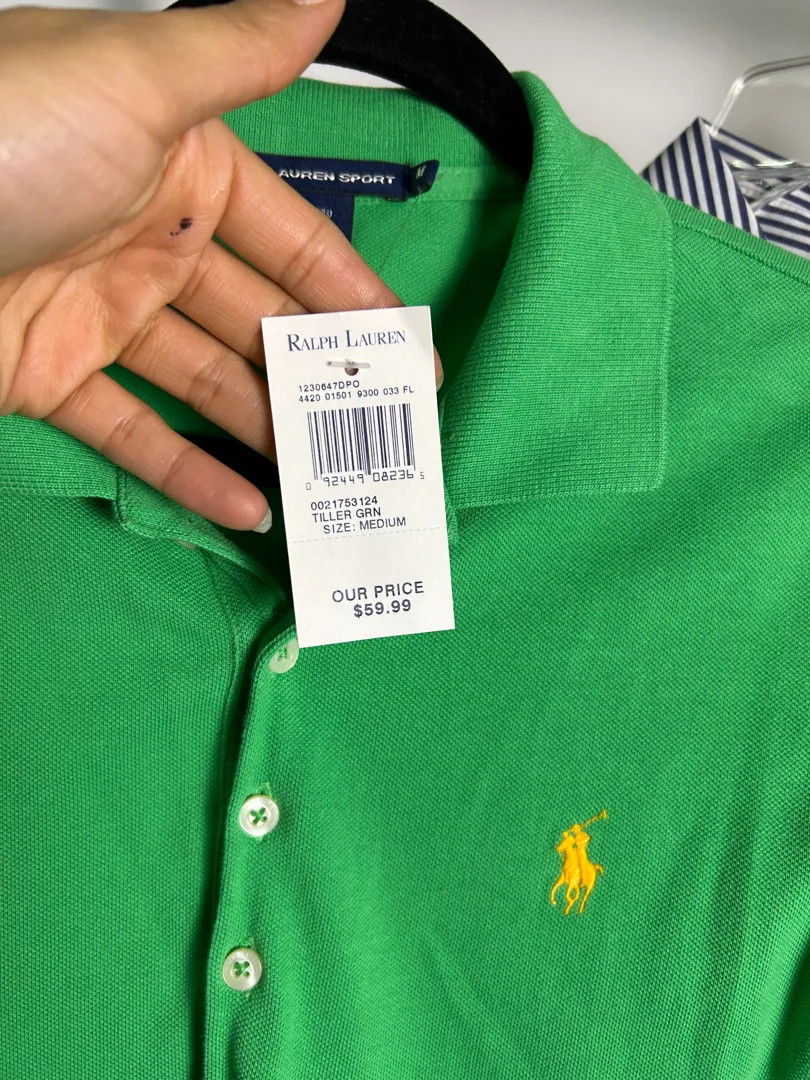 AUREN SPORT
M
RALPH LAUREN
1230647DPO
4420 01501 9300 033 FL
0 92449 08236 5
0021753124
TILLER GRN
SIZE: MEDIUM
OUR PRICE
$59.99